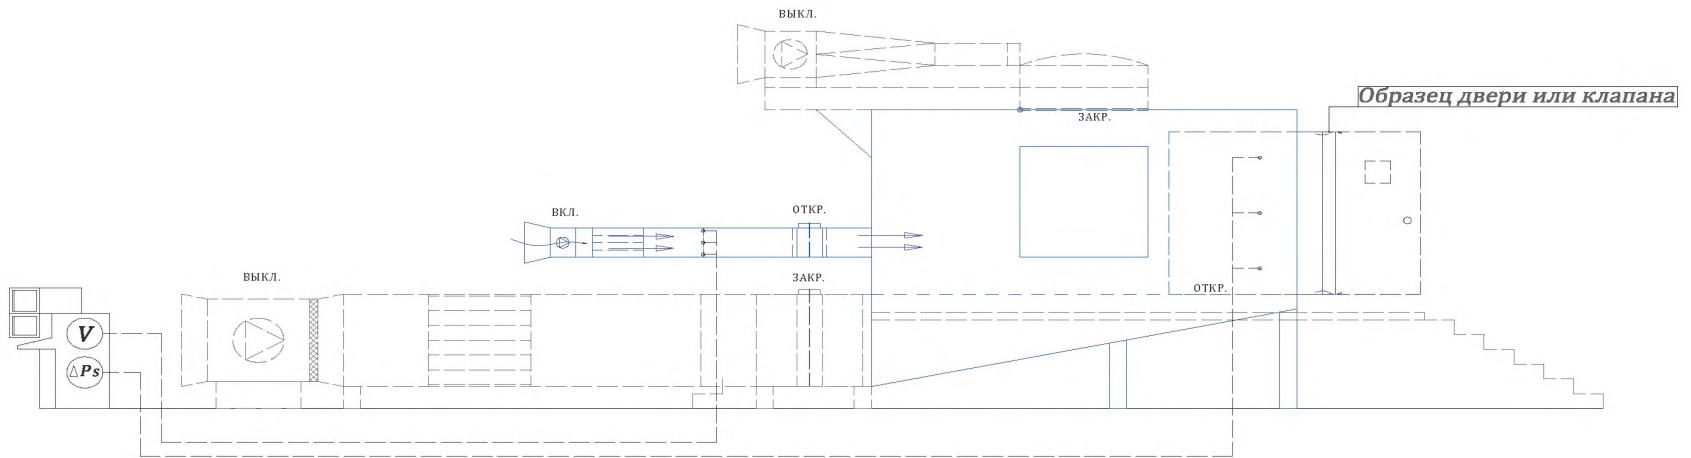 ВЫКЛ.
Образец двери или клапана
ЗАКР.
ВКЛ.
ОТКР.
ВЫКЛ.
ЗАКР.
ОТКР.
V
ΔPs